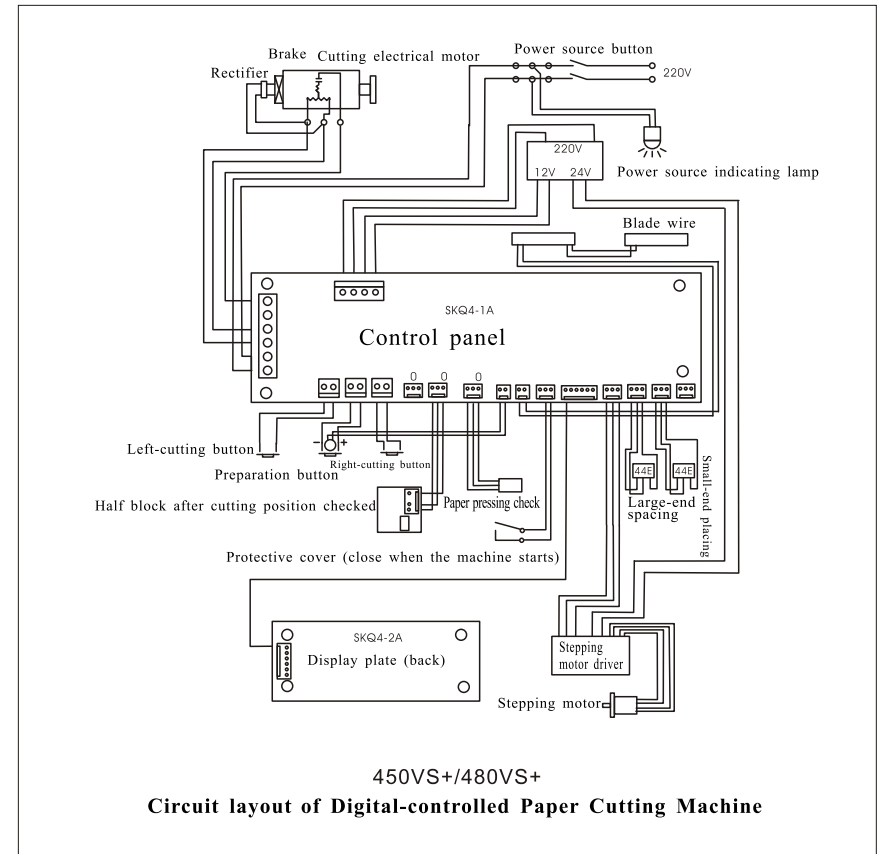 Brake Cutting electrical motor
Rectifier
Power source button
220V
220V
12V 24V
Power source indicating lamp
Blade wire
SKQ4-1A
Control panel
0 0 0
Left-cutting button
- +
Preparation button
Right-cutting button
Half block after cutting position checked
Paper pressing check
44E 44E
Large-end
spacing
Small-end placing
Protective cover (close when the machine starts)
SKQ4-2A
Display plate (back)
Stepping
motor driver
Stepping motor
450VS+/480VS+
Circuit layout of Digital-controlled Paper Cutting Machine